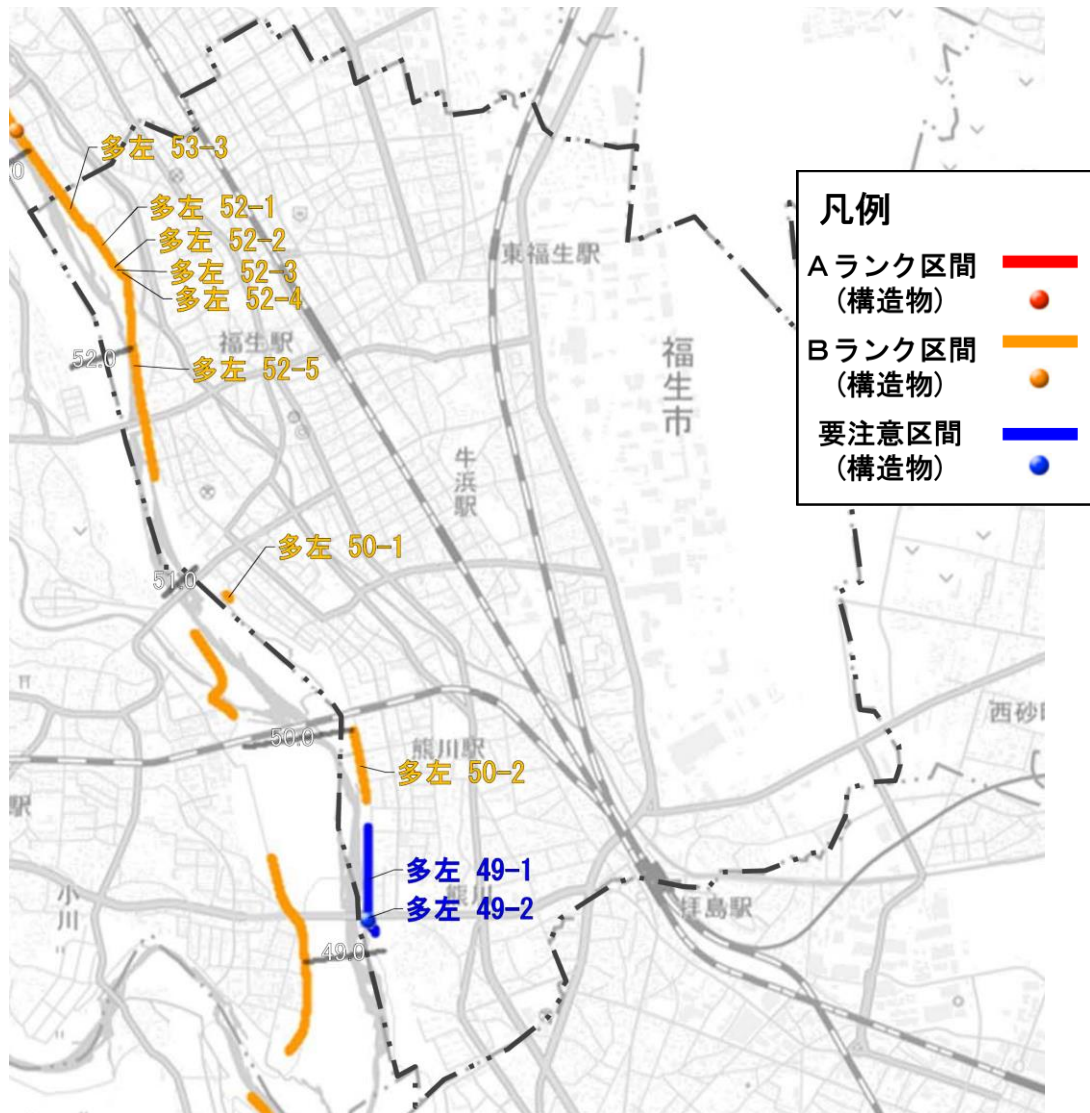 多左 53-3
多左 52-1
多左 52-2
多左 52-3
多左 52-4
52.0
福生駅
多左 52-5
東福生駅
福生市
牛浜駅
多左 50-1
51.0
50.0
熊川駅
多左 50-2
西砂
駅
小川
多左 49-1
熊川
多左 49-2
拝島駅
49.0
凡例
Aランク区間
(構造物)
Bランク区間
(構造物)
要注意区間
(構造物)